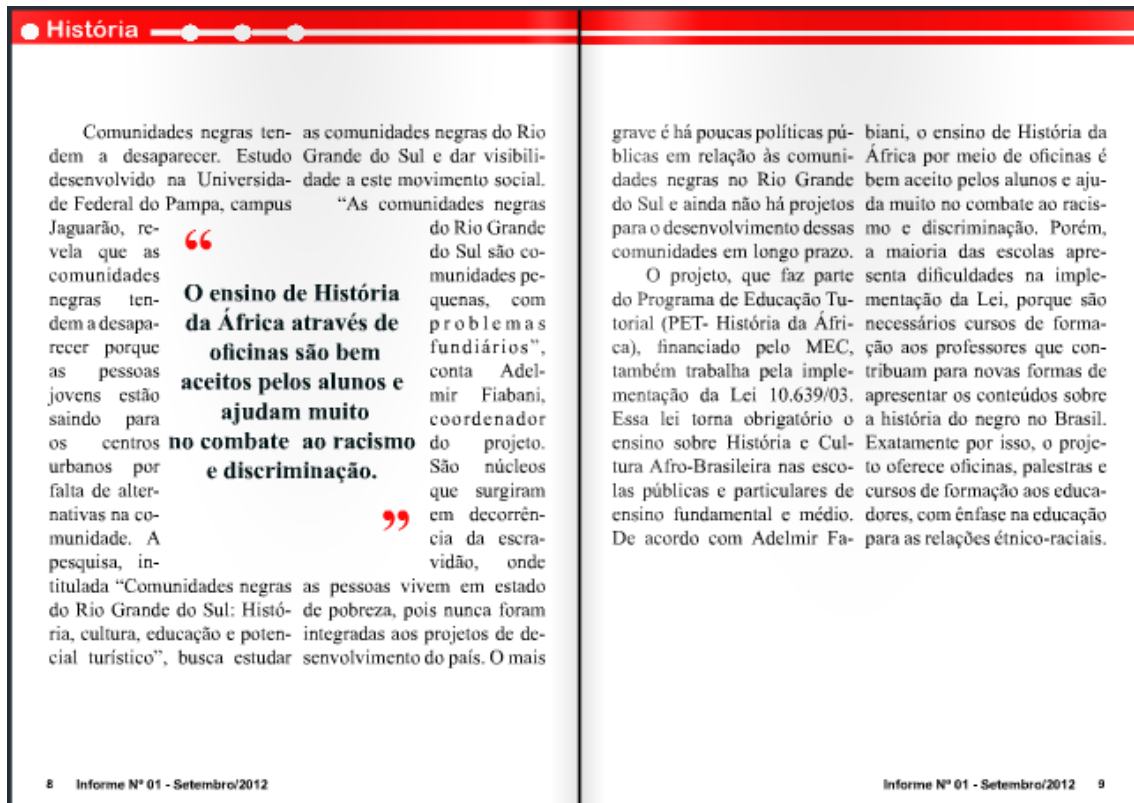 História
Comunidades negras ten-
dem a desaparecer. Estudo
desenvolvido na Universida-
de Federal do Pampa, campus
Jaguarão, re-
vela que as
comunidades
negras ten-
dem a desapa-
recer porque
as pessoas
jovens estão
saindo para
os centros
urbanos por
falta de alter-
nativas na co-
munidade. A
pesquisa, in-
titulada “Comunidades negras
do Rio Grande do Sul: Histó-
ria, cultura, educação e poten-
cial turístico”, busca estudar
“
O ensino de História
da África através de
oficinas são bem
aceitos pelos alunos e
ajudam muito
no combate ao racismo
e discriminação.
”
as comunidades negras do Rio
Grande do Sul e dar visibili-
dade a este movimento social.
“As comunidades negras
do Rio Grande
do Sul são co-
munidades pe-
quenas, com
problemas
fundiários”,
conta Adel-
mir Fiabani,
coordenador
do projeto.
São núcleos
que surgiram
em decorrên-
cia da escra-
vidão, onde
as pessoas vivem em estado
de pobreza, pois nunca foram
integradas aos projetos de de-
senvolvimento do país. O mais
8 Informe Nº 01 - Setembro/2012
grave é há poucas políticas pú-
blicas em relação às comuni-
dades negras no Rio Grande
do Sul e ainda não há projetos
para o desenvolvimento dessas
comunidades em longo prazo.
O projeto, que faz parte
do Programa de Educação Tu-
torial (PET- História da Áfri-
ca), financiado pelo MEC,
também trabalha pela imple-
mentação da Lei 10.639/03.
Essa lei torna obrigatório o
ensino sobre História e Cul-
tura Afro-Brasileira nas esco-
las públicas e particulares de
ensino fundamental e médio.
De acordo com Adelmir Fa-
biani, o ensino de História da
África por meio de oficinas é
bem aceito pelos alunos e aju-
da muito no combate ao racis-
mo e discriminação. Porém,
a maioria das escolas apre-
senta dificuldades na imple-
mentação da Lei, porque são
necessários cursos de forma-
ção aos professores que con-
tribuam para novas formas de
apresentar os conteúdos sobre
a história do negro no Brasil.
Exatamente por isso, o proje-
to oferece oficinas, palestras e
cursos de formação aos educa-
dores, com ênfase na educação
para as relações étnico-raciais.
Informe Nº 01 - Setembro/2012 9